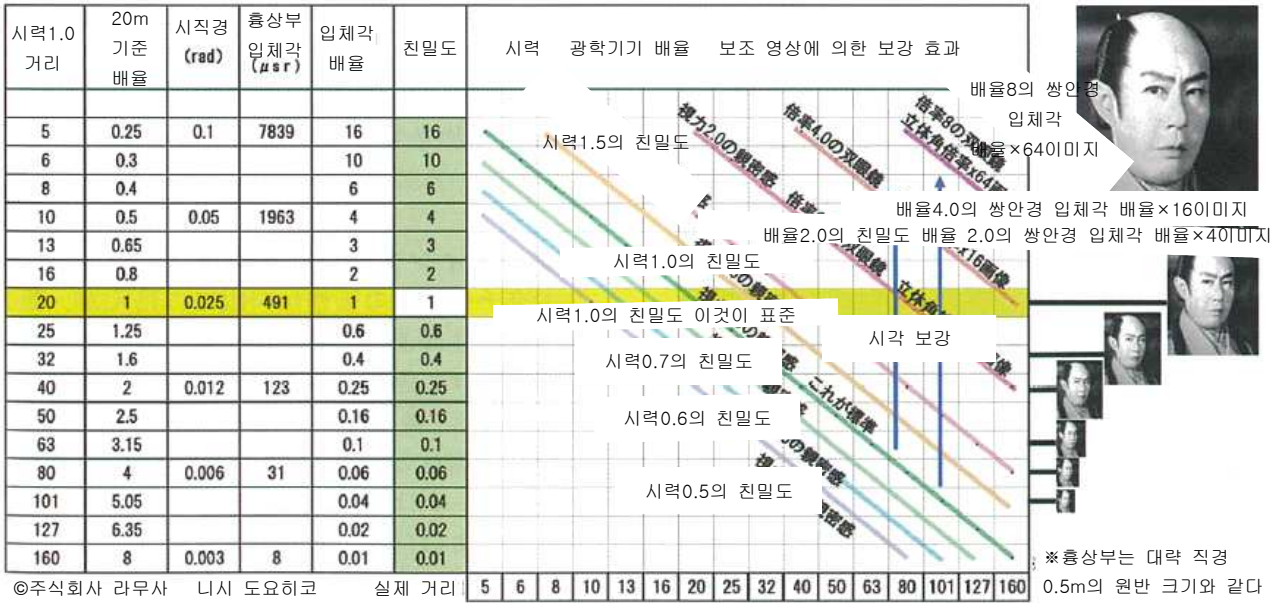 시력1.0 거리 20m 기준 배율 시직경 (rad) 흉상부 입체각 (μsr) 입체각 배율 친밀도 시력 광학기기 배율 보조 영상에 의한 보강 효과
5 0.25 0.1 7839 16 16
6 0.3 10 10
8 0.4 6 6
10 0.5 0.05 1963 4 4
13 0.65 3 3
16 0.8 2 2
20 1 0.025 491 1 1
25 1.25 0.6 0.6
32 1.6 0.4 0.4
40 2 0.012 123 0.25 0.25
50 2.5 0.16 0.16
63 3.15 0.1 0.1
80 4 0.006 31 0.06 0.06
101 5.05 0.04 0.04
127 6.35 0.02 0.02
160 8 0.003 8 0.01 0.01
배율8의 쌍안경
입체각
배율×64이미지
시력1.5의 친밀도
視力2.0の親密感
倍率4.0の双眼鏡
倍率8の双眼鏡
立体角倍率x64画
배율4.0의 쌍안경 입체각 배율×16이미지
배율2.0의 친밀도 배율 2.0의 쌍안경 입체각 배율×40이미지
x16画像
시력1.0의 친밀도
시력1.0의 친밀도 이것이 표준
시각 보강
시력0.7의 친밀도
これが標準
시력0.6의 친밀도
시력0.5의 친밀도
©주식회사 라무사 니시 도요히코 실제 거리
5 6 8 10 13 16 20 25 32 40 50 63 80 101 127 160
※흉상부는 대략 직경
0.5m의 원반 크기와 같다